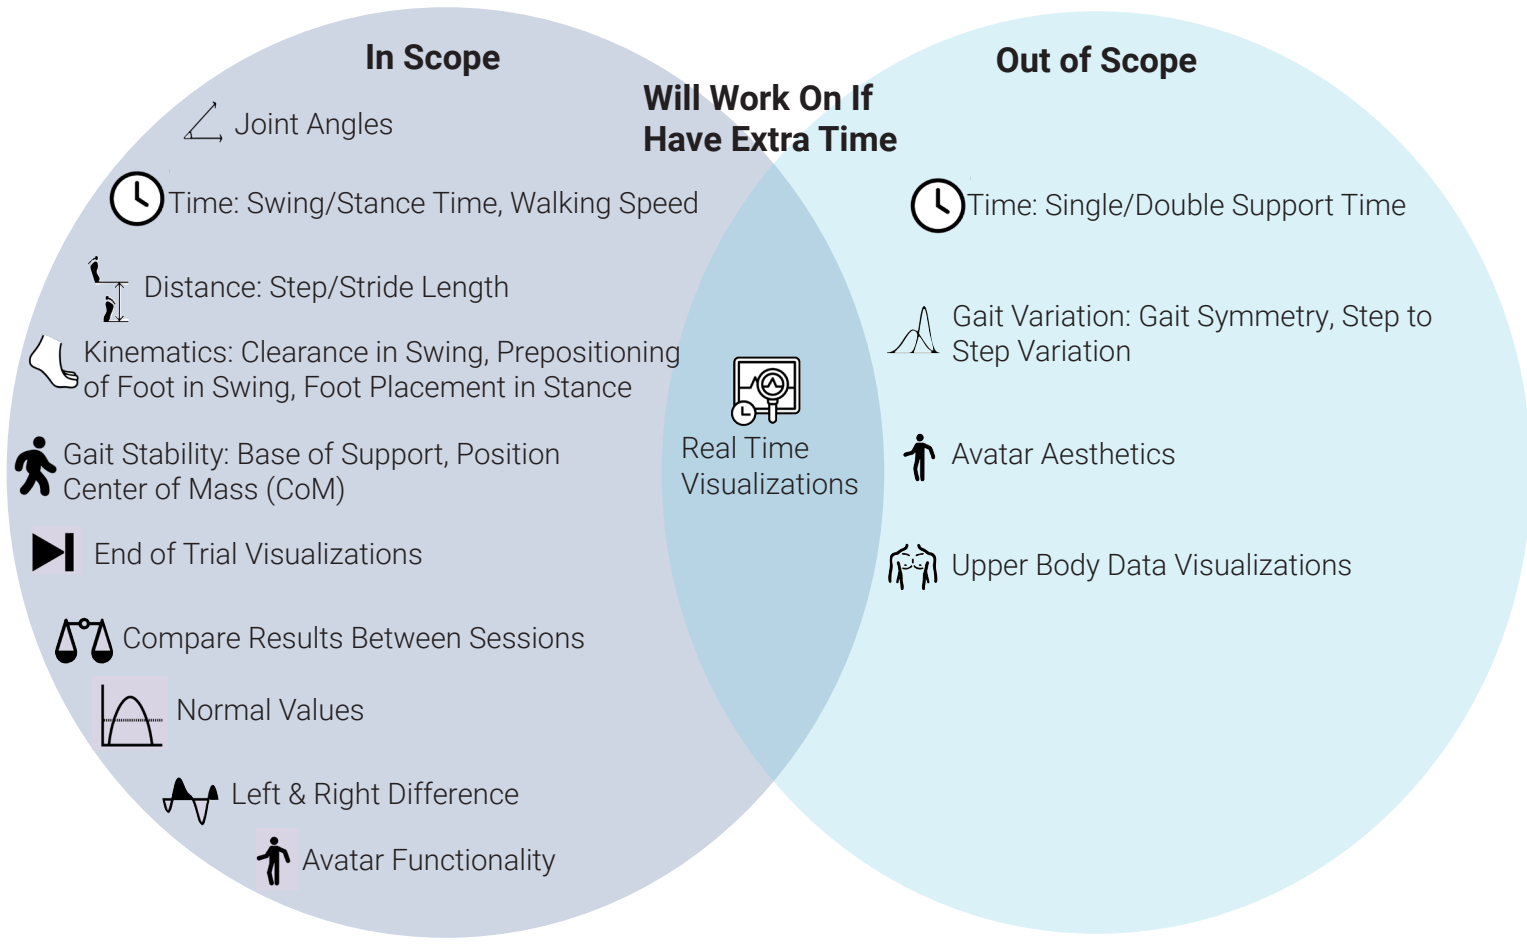 In Scope
Joint Angles
Time: Swing/Stance Time, Walking Speed
Distance: Step/Stride Length
Kinematics: Clearance in Swing, Prepositioning
of Foot in Swing, Foot Placement in Stance
Gait Stability: Base of Support, Position
Center of Mass (CoM)
End of Trial Visualizations
Compare Results Between Sessions
Normal Values
Left & Right Difference
Avatar Functionality
Will Work On If
Have Extra Time
Real Time
Visualizations
Out of Scope
Time: Single/Double Support Time
Gait Variation: Gait Symmetry, Step to
Step Variation
Avatar Aesthetics
Upper Body Data Visualizations